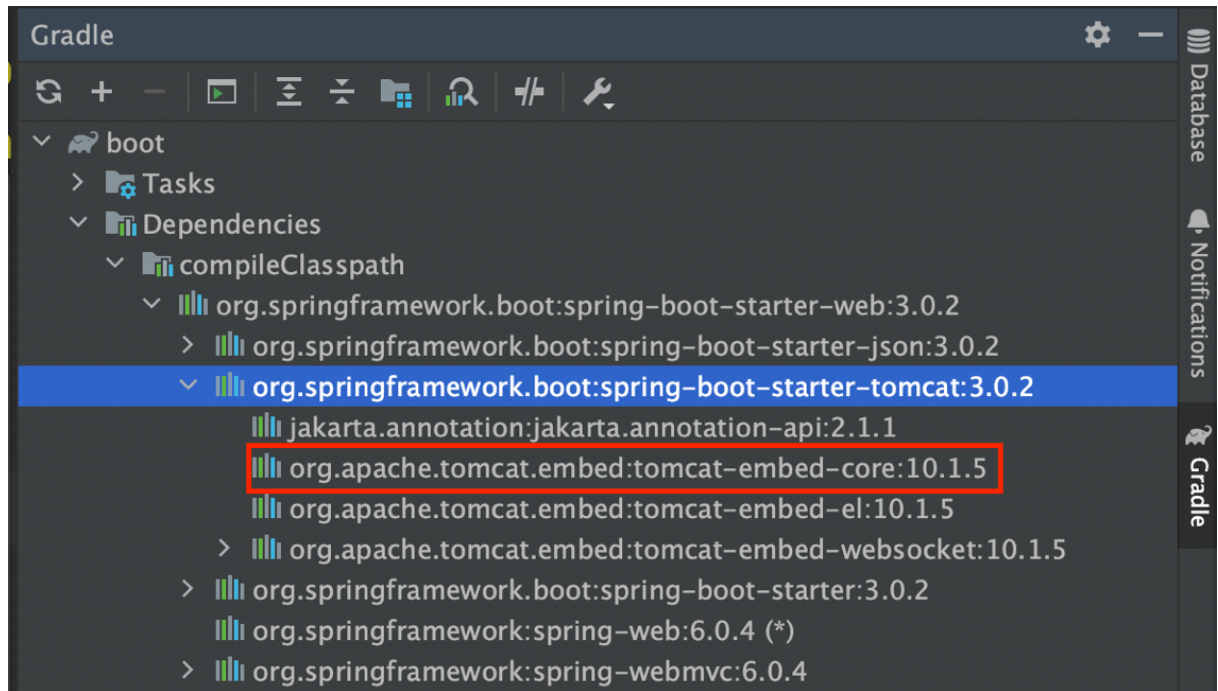 Gradle
boot
Tasks
Dependencies
compileClasspath
org.springframework.boot:spring-boot-starter-web:3.0.2
org.springframework.boot:spring-boot-starter-json:3.0.2
org.springframework.boot:spring-boot-starter-tomcat:3.0.2
jakarta.annotation:jakarta.annotation-api:2.1.1
org.apache.tomcat.embed:tomcat-embed-core:10.1.5
org.apache.tomcat.embed:tomcat-embed-el:10.1.5
org.apache.tomcat.embed:tomcat-embed-websocket:10.1.5
org.springframework.boot:spring-boot-starter:3.0.2
org.springframework:spring-web:6.0.4 (*)
org.springframework:spring-webmvc:6.0.4
Database
Notifications
Gradle